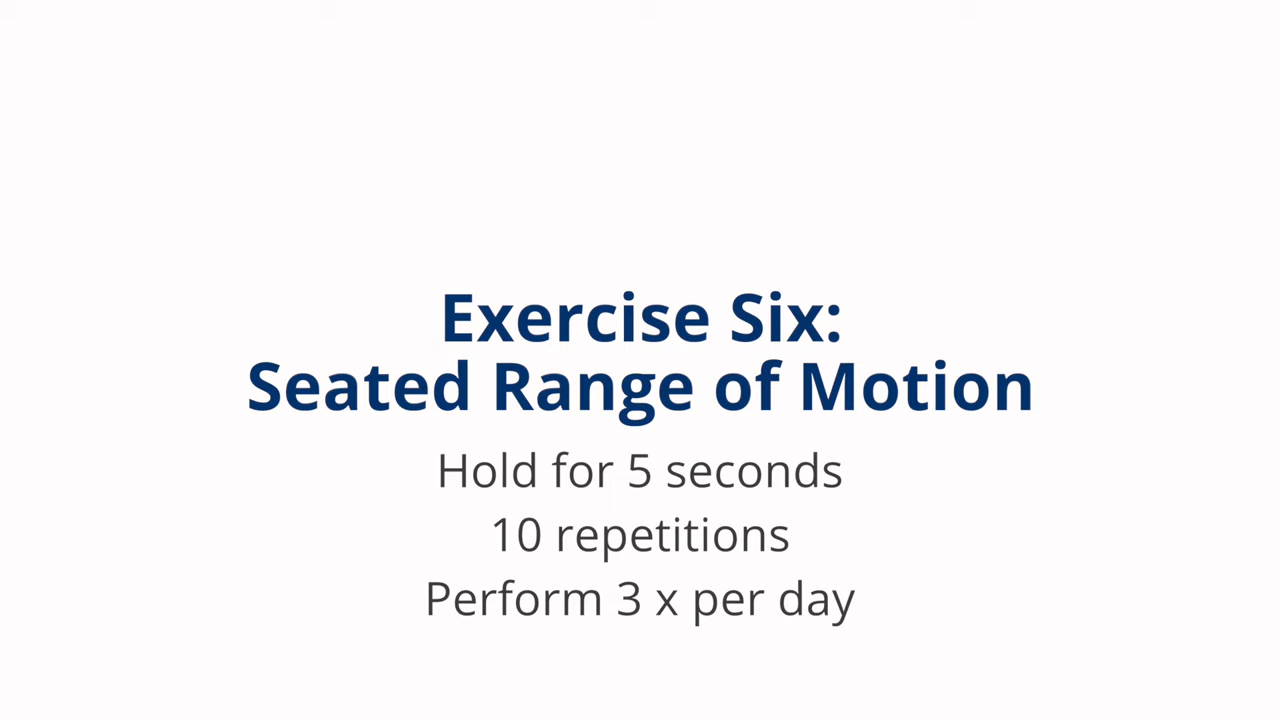 Exercise Six:
Seated Range of Motion
Hold for 5 seconds
10 repetitions
Perform 3 x per day